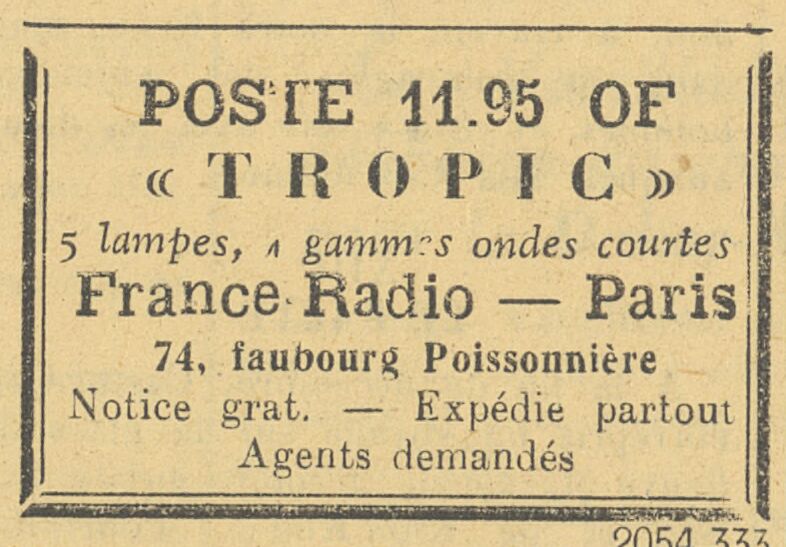 POSTE 11.95 OF
« TROPIC »
5 lampes, gammes ondes courtes
France Radio — Paris
74, faubourg Poissonnière
Notice grat. — Expédie partout
Agents demandés
2054 333